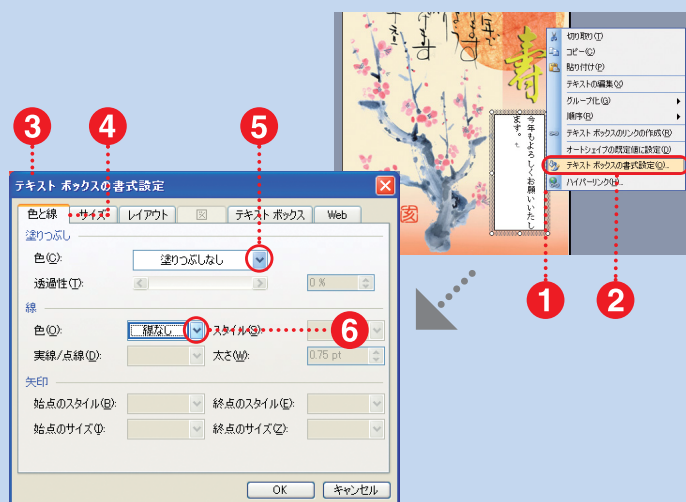 寿
亥
今年もよろしくお願いいたし
ます。
切り取り(T)
コピー(C)
貼り付け(P)
テキストの編集(X)
グループ化(G)
順序(R)
テキスト ボックスのリンクの作成(R)
オートシェイプの既定値に設定(D)
テキスト ボックスの書式設定(O)...
ハイパーリンク(H)...
1
2
3
4
5
テキスト ボックスの書式設定
色と線 サイズ レイアウト 図 テキスト ボックス Web
塗りつぶし
色(C): 塗りつぶしなし
透過性(T): 0 %
線
色(O): 線なし 6 スタイル(S):
実線/点線(D): 太さ(W): 0.75 pt
矢印
始点のスタイル(B): 終点のスタイル(E):
始点のサイズ(I): 終点のサイズ(Z):
OK キャンセル